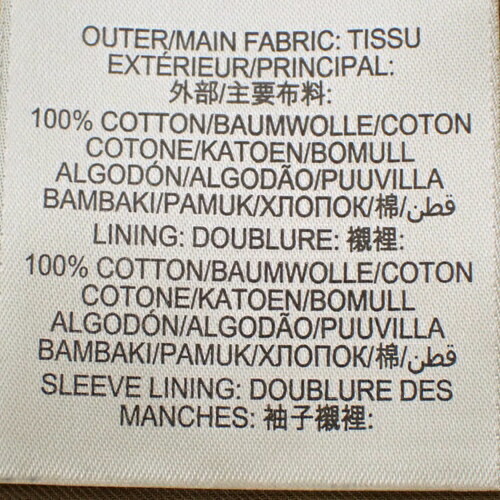 OUTER/MAIN FABRIC: TISSU
EXTÉRIEUR/PRINCIPAL:
外部/主要布料:
100% COTTON/BAUMWOLLE/COTON
COTONE/KATOEN/BOMULL
ALGODÓN/ALGODÃO/PUUVILLA
BAMBAKI/PAMUK/ХЛОПОК/棉/قطن
LINING: DOUBLURE: 襯裡:
100% COTTON/BAUMWOLLE/COTON
COTONE/KATOEN/BOMULL
ALGODÓN/ALGODÃO/PUUVILLA
BAMBAKI/PAMUK/ХЛОПОК/棉/قطن
SLEEVE LINING: DOUBLURE DES
MANCHES: 袖子襯裡: